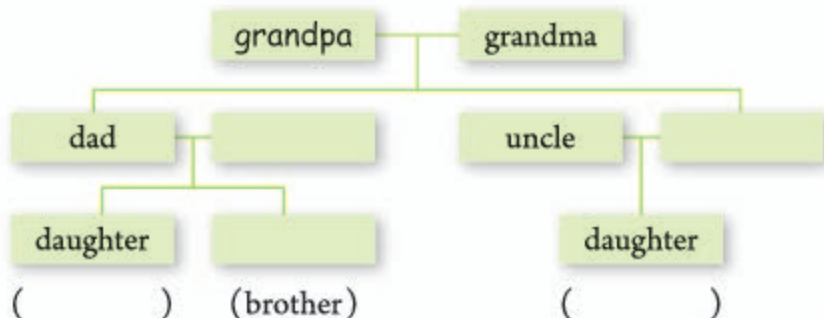 grandpa grandma
dad uncle
daughter daughter
( ) (brother) ( )